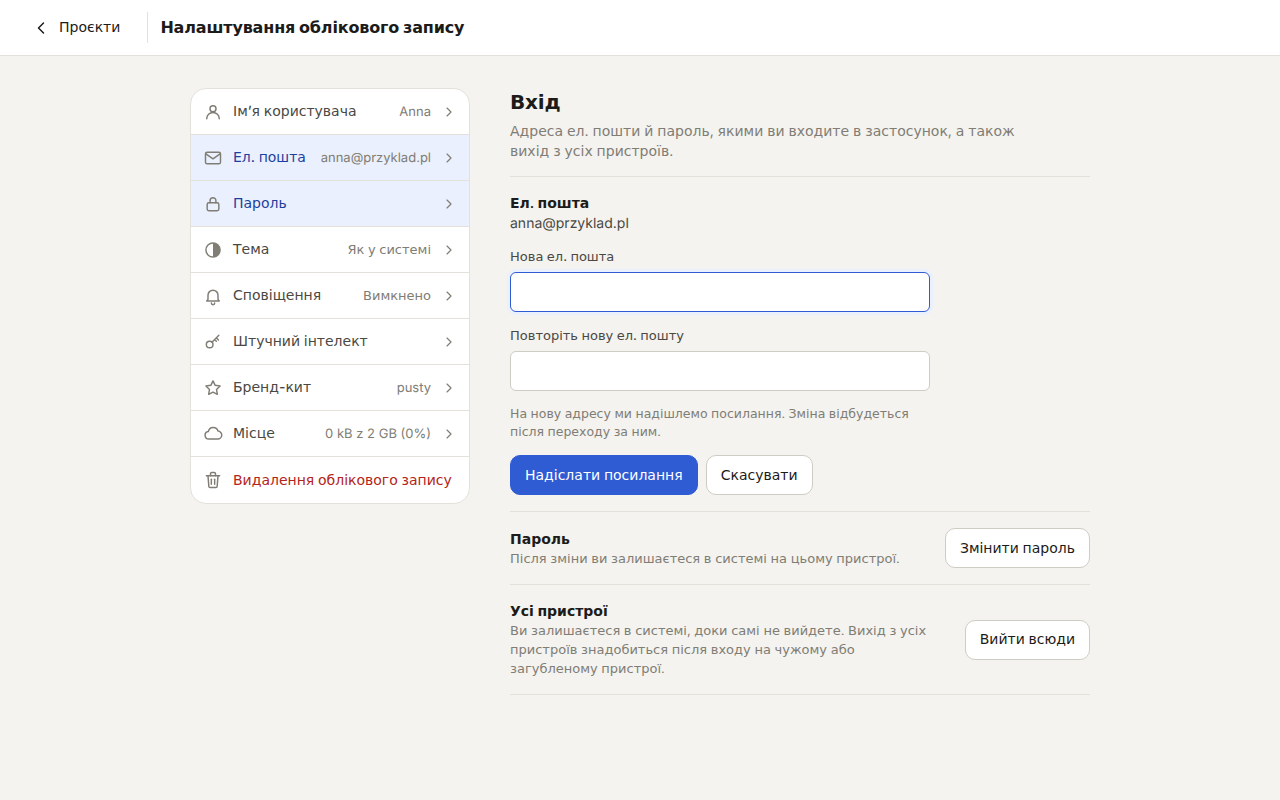 Проєкти
Налаштування облікового запису
Ім’я користувача Anna
Ел. пошта anna@przyklad.pl
Пароль
Тема Як у системі
Сповіщення Вимкнено
Штучний інтелект
Бренд-кит pusty
Місце 0 kB z 2 GB (0%)
Видалення облікового запису
Вхід
Адреса ел. пошти й пароль, якими ви входите в застосунок, а також
вихід з усіх пристроїв.
Ел. пошта
anna@przyklad.pl
Нова ел. пошта
Повторіть нову ел. пошту
На нову адресу ми надішлемо посилання. Зміна відбудеться
після переходу за ним.
Надіслати посилання Скасувати
Пароль
Після зміни ви залишаєтеся в системі на цьому пристрої.
Змінити пароль
Усі пристрої
Ви залишаєтеся в системі, доки самі не вийдете. Вихід з усіх
пристроїв знадобиться після входу на чужому або
загубленому пристрої.
Вийти всюди